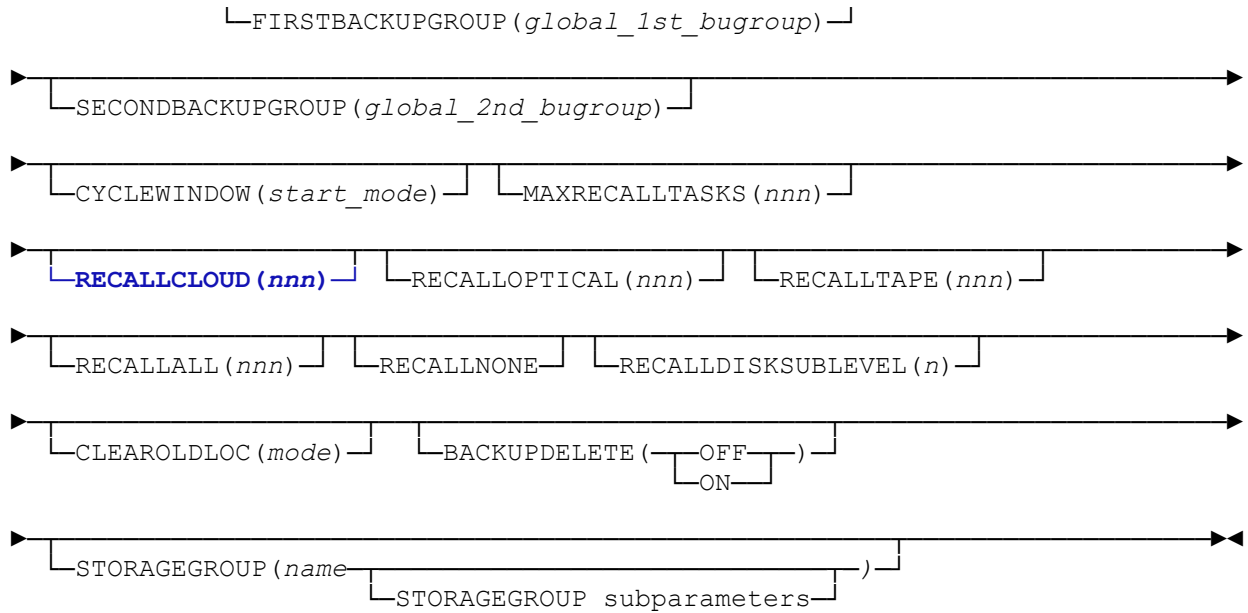 FIRSTBACKUPGROUP(global_1st_bugroup)
SECONDBACKUPGROUP(global_2nd_bugroup)
CYCLEWINDOW(start_mode) MAXRECALLTASKS(nnn)
RECALLCLOUD(nnn) RECALLOPTICAL(nnn) RECALLTAPE(nnn)
RECALLALL(nnn) RECALLNONE RECALLDISKSUBLEVEL(n)
CLEAROLDLOC(mode) BACKUPDELETE( OFF )
ON
STORAGEGROUP(name )
STORAGEGROUP subparameters